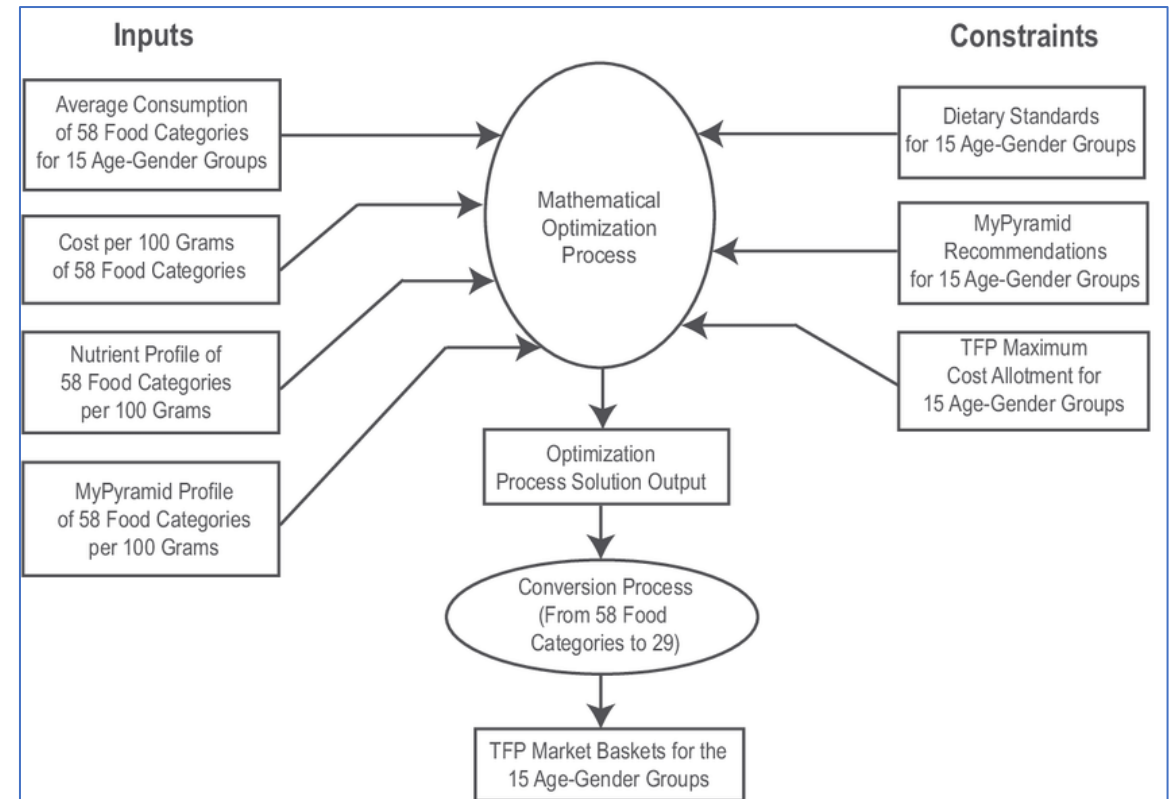 Inputs
Constraints
Average Consumption
of 58 Food Categories
for 15 Age-Gender Groups
Cost per 100 Grams
of 58 Food Categories
Nutrient Profile of
58 Food Categories
per 100 Grams
MyPyramid Profile
of 58 Food Categories
per 100 Grams
Mathematical
Optimization
Process
Dietary Standards
for 15 Age-Gender Groups
MyPyramid
Recommendations
for 15 Age-Gender Groups
TFP Maximum
Cost Allotment for
15 Age-Gender Groups
Optimization
Process Solution Output
Conversion Process
(From 58 Food
Categories to 29)
TFP Market Baskets for the
15 Age-Gender Groups